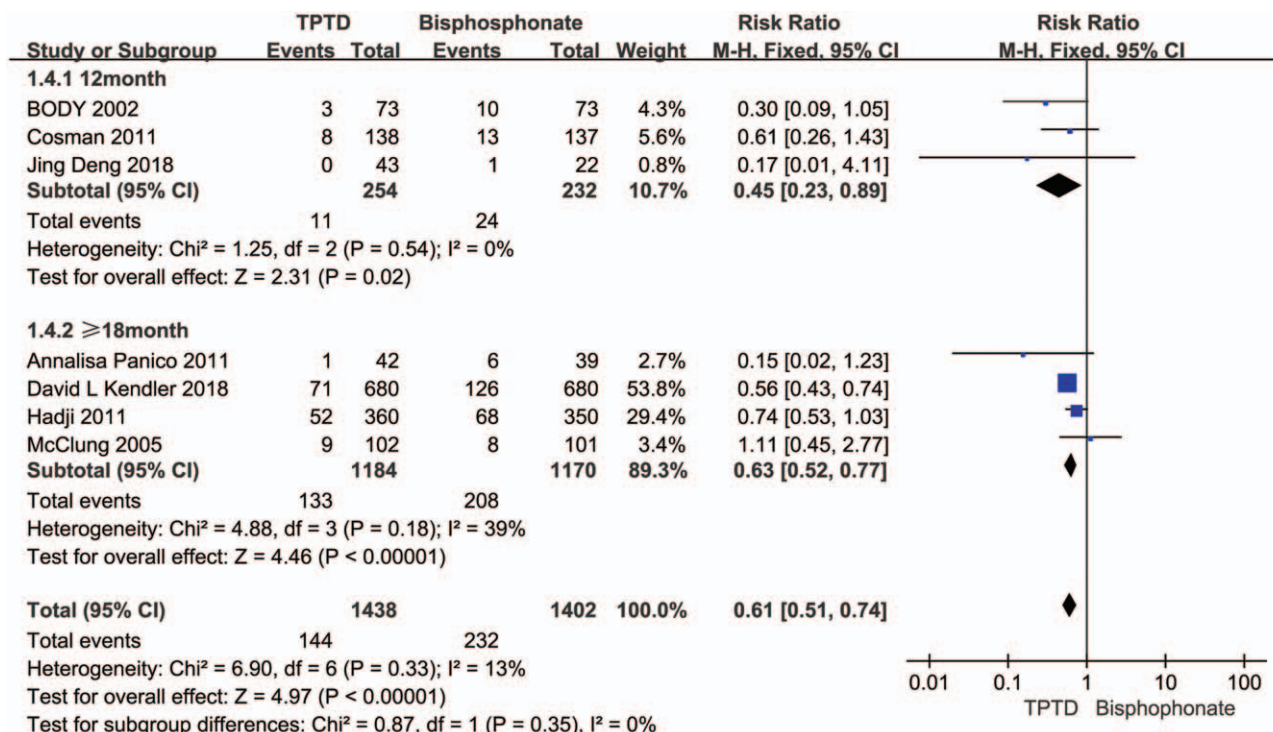 TPTD Bisphosphonate Risk Ratio Risk Ratio
Study or Subgroup Events Total Events Total Weight M-H, Fixed, 95% CI M-H, Fixed, 95% CI
1.4.1 12month
BODY 2002 3 73 10 73 4.3% 0.30 [0.09, 1.05]
Cosman 2011 8 138 13 137 5.6% 0.61 [0.26, 1.43]
Jing Deng 2018 0 43 1 22 0.8% 0.17 [0.01, 4.11]
Subtotal (95% CI) 254 232 10.7% 0.45 [0.23, 0.89]
Total events 11 24
Heterogeneity: Chi² = 1.25, df = 2 (P = 0.54); I² = 0%
Test for overall effect: Z = 2.31 (P = 0.02)
1.4.2 ⩾18month
Annalisa Panico 2011 1 42 6 39 2.7% 0.15 [0.02, 1.23]
David L Kendler 2018 71 680 126 680 53.8% 0.56 [0.43, 0.74]
Hadji 2011 52 360 68 350 29.4% 0.74 [0.53, 1.03]
McClung 2005 9 102 8 101 3.4% 1.11 [0.45, 2.77]
Subtotal (95% CI) 1184 1170 89.3% 0.63 [0.52, 0.77]
Total events 133 208
Heterogeneity: Chi² = 4.88, df = 3 (P = 0.18); I² = 39%
Test for overall effect: Z = 4.46 (P < 0.00001)
Total (95% CI) 1438 1402 100.0% 0.61 [0.51, 0.74]
Total events 144 232
Heterogeneity: Chi² = 6.90, df = 6 (P = 0.33); I² = 13%
Test for overall effect: Z = 4.97 (P < 0.00001)
Test for subgroup differences: Chi² = 0.87, df = 1 (P = 0.35), I² = 0%
0.01 0.1 1 10 100
TPTD Bisphophonate